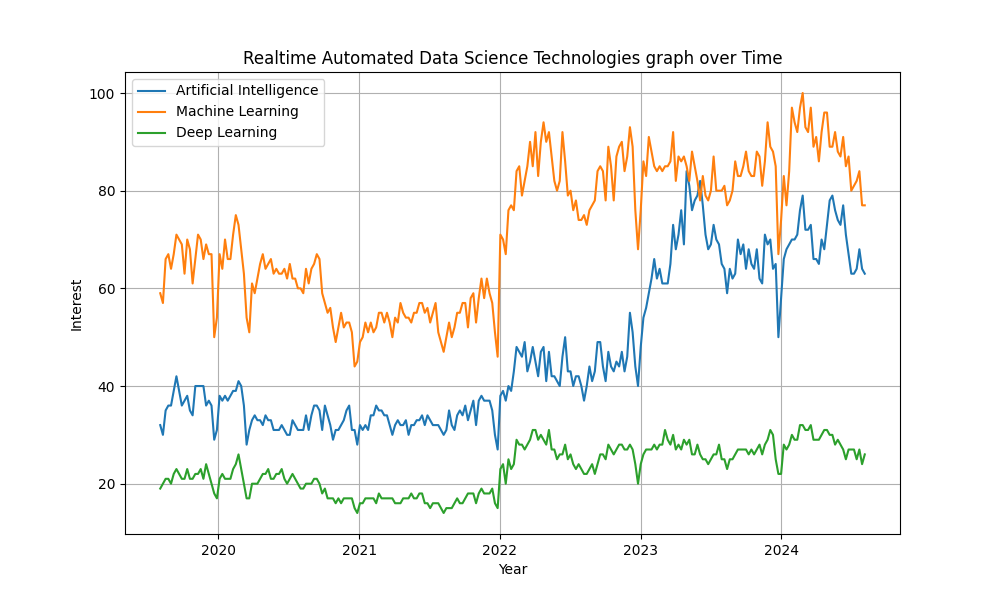 Realtime Automated Data Science Technologies graph over Time
Artificial Intelligence
Machine Learning
Deep Learning
100
80
60
40
20
Interest
2020 2021 2022 2023 2024
Year